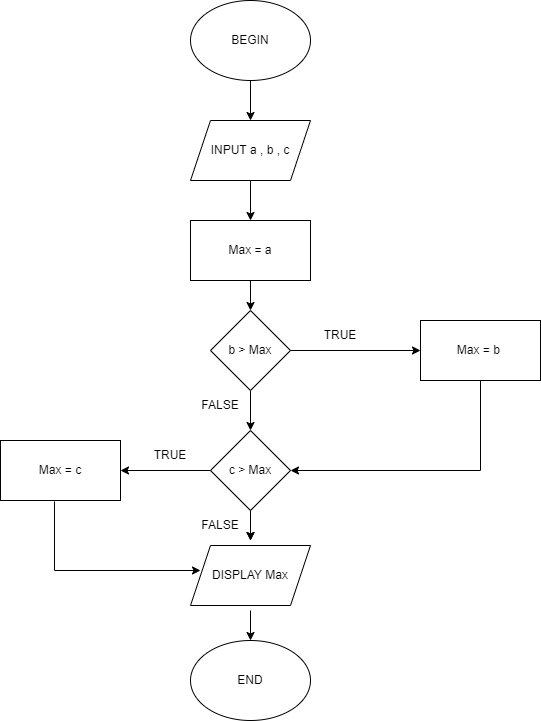 BEGIN
INPUT a , b , c
Max = a
b > Max
TRUE
Max = b
FALSE
c > Max
TRUE
Max = c
FALSE
DISPLAY Max
END